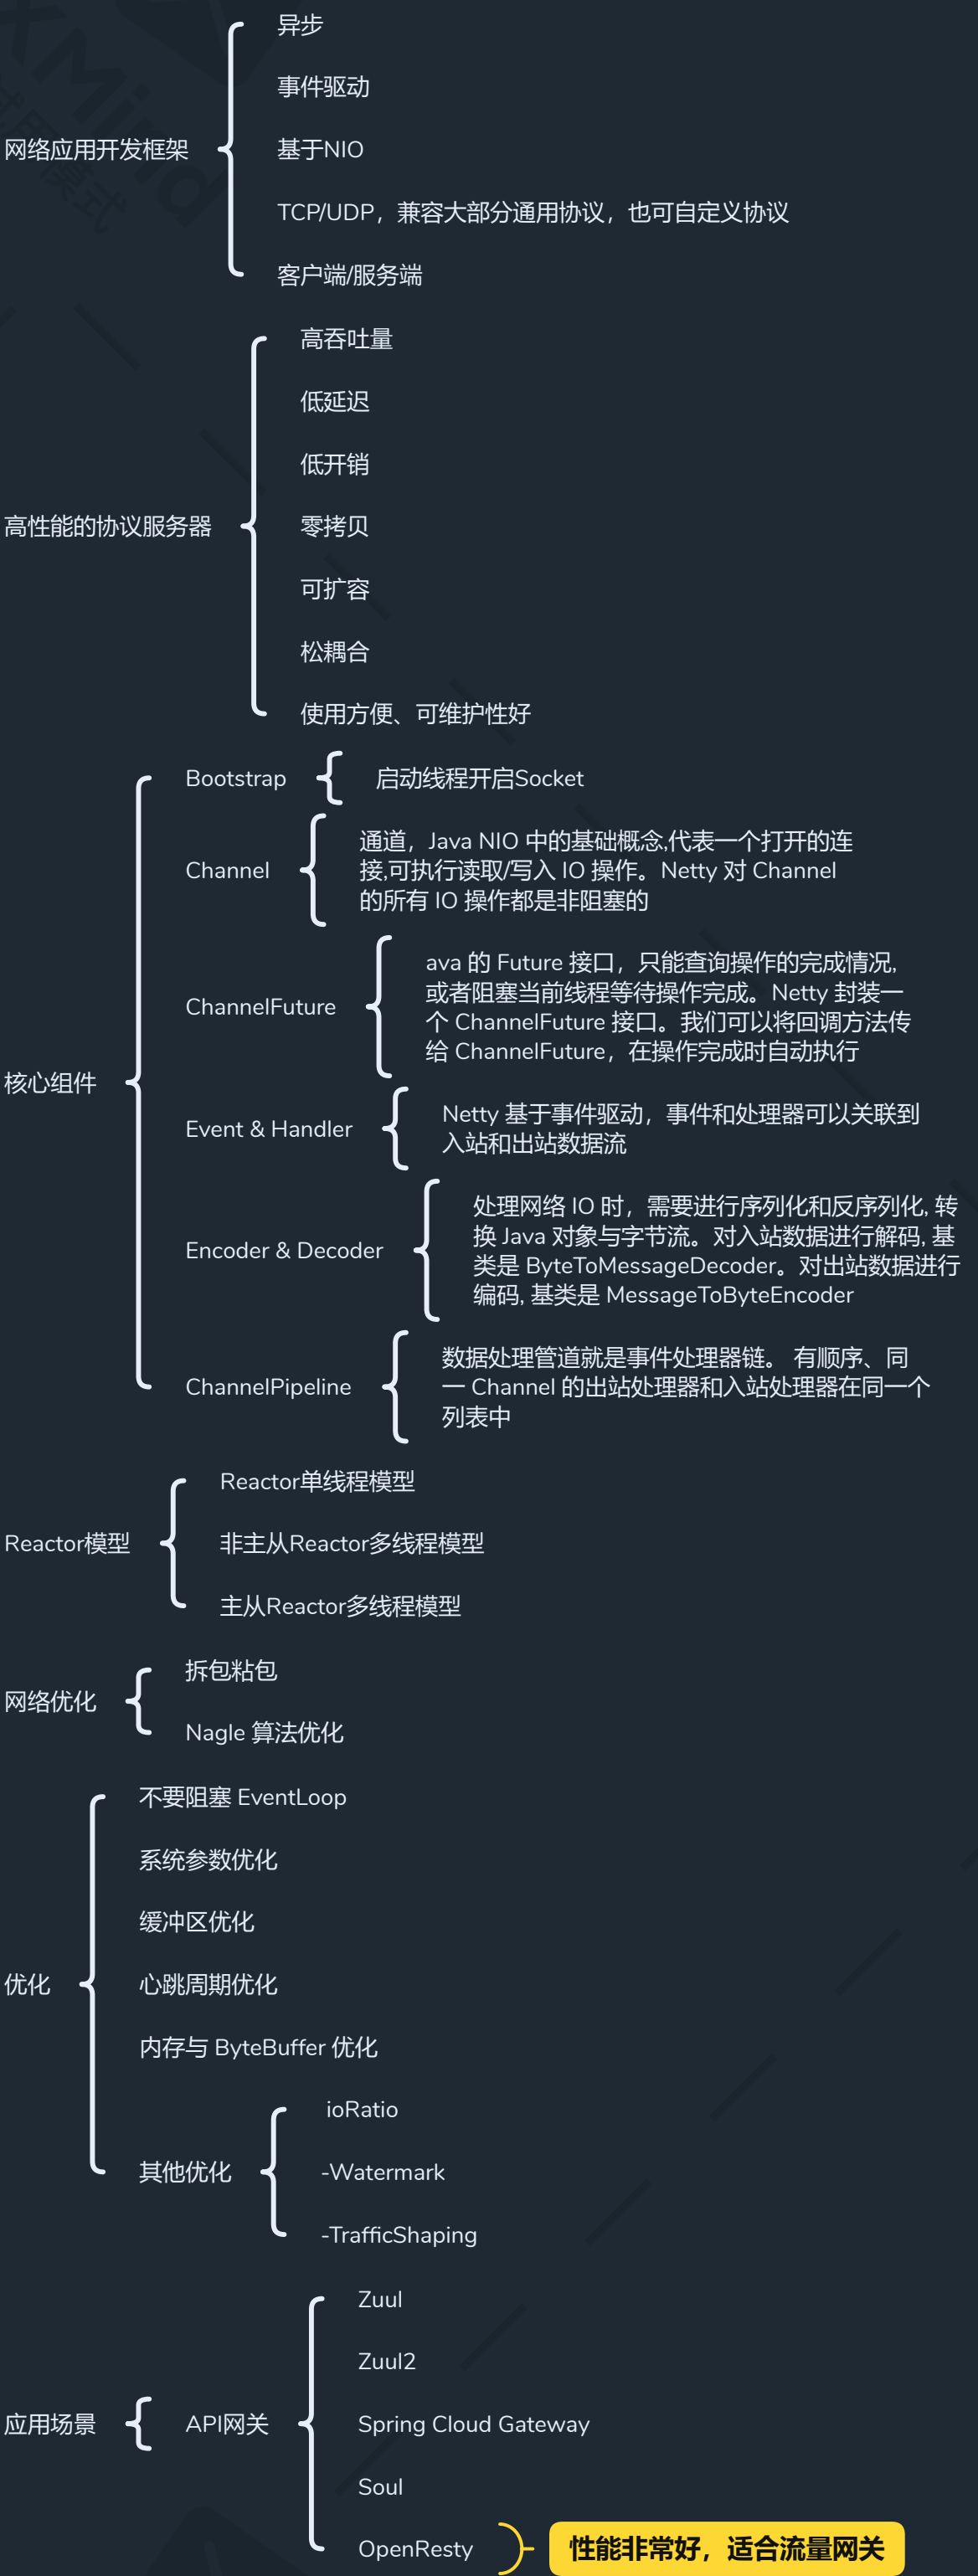 异步
事件驱动
网络应用开发框架
基于NIO
TCP/UDP，兼容大部分通用协议，也可自定义协议
客户端/服务端
高吞吐量
低延迟
低开销
高性能的协议服务器
零拷贝
可扩容
松耦合
使用方便、可维护性好
Bootstrap
启动线程开启Socket
Channel
通道，Java NIO 中的基础概念,代表一个打开的连
接,可执行读取/写入 IO 操作。Netty 对 Channel
的所有 IO 操作都是非阻塞的
ChannelFuture
ava 的 Future 接口，只能查询操作的完成情况,
或者阻塞当前线程等待操作完成。Netty 封装一
个 ChannelFuture 接口。我们可以将回调方法传
给 ChannelFuture，在操作完成时自动执行
核心组件
Event & Handler
Netty 基于事件驱动，事件和处理器可以关联到
入站和出站数据流
Encoder & Decoder
处理网络 IO 时，需要进行序列化和反序列化, 转
换 Java 对象与字节流。对入站数据进行解码, 基
类是 ByteToMessageDecoder。对出站数据进行
编码, 基类是 MessageToByteEncoder
ChannelPipeline
数据处理管道就是事件处理器链。 有顺序、同
一 Channel 的出站处理器和入站处理器在同一个
列表中
Reactor单线程模型
Reactor模型
非主从Reactor多线程模型
主从Reactor多线程模型
拆包粘包
网络优化
Nagle 算法优化
不要阻塞 EventLoop
系统参数优化
缓冲区优化
优化
心跳周期优化
内存与 ByteBuffer 优化
ioRatio
其他优化
-Watermark
-TrafficShaping
Zuul
Zuul2
应用场景
API网关
Spring Cloud Gateway
Soul
OpenResty
性能非常好，适合流量网关
XMind
试用模式